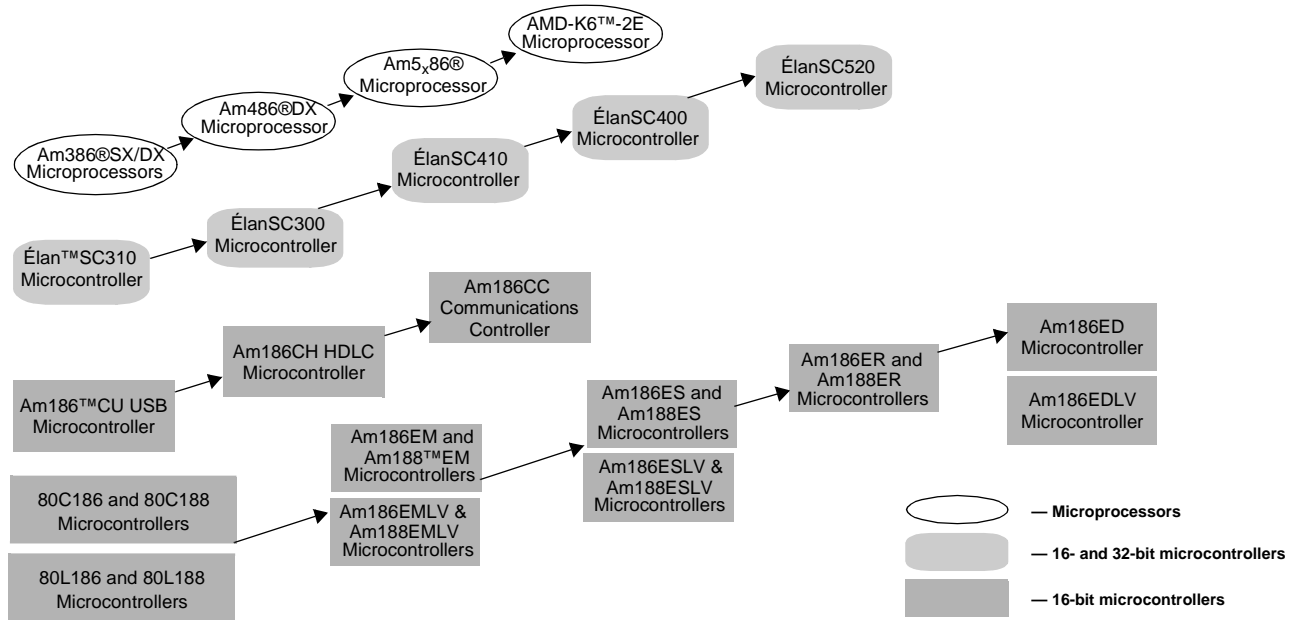 AMD-K6™-2E
Microprocessor
Am5x86®
Microprocessor
Am486®DX
Microprocessor
Am386®SX/DX
Microprocessors
ÉlanSC520
Microcontroller
ÉlanSC400
Microcontroller
ÉlanSC410
Microcontroller
ÉlanSC300
Microcontroller
Élan™SC310
Microcontroller
Am186CC
Communications
Controller
Am186CH HDLC
Microcontroller
Am186™CU USB
Microcontroller
Am186ED
Microcontroller
Am186EDLV
Microcontroller
Am186ER and
Am188ER
Microcontrollers
Am186ES and
Am188ES
Microcontrollers
Am186ESLV &
Am188ESLV
Microcontrollers
Am186EM and
Am188™EM
Microcontrollers
Am186EMLV &
Am188EMLV
Microcontrollers
80C186 and 80C188
Microcontrollers
80L186 and 80L188
Microcontrollers
— Microprocessors
— 16- and 32-bit microcontrollers
— 16-bit microcontrollers